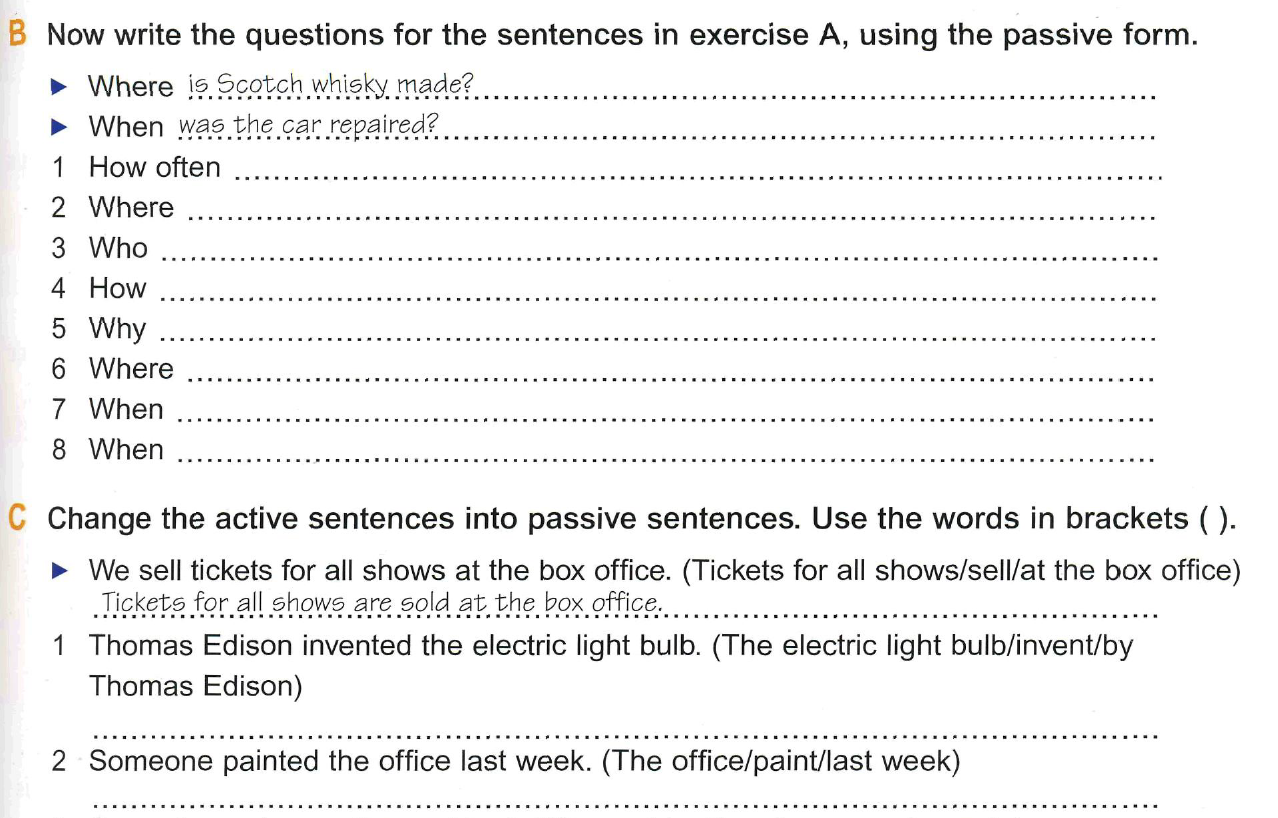 B Now write the questions for the sentences in exercise A, using the passive form.
► Where is Scotch whisky made?
► When was the car repaired?
1 How often
2 Where
3 Who
4 How
5 Why
6 Where
7 When
8 When
C Change the active sentences into passive sentences. Use the words in brackets ( ).
► We sell tickets for all shows at the box office. (Tickets for all shows/sell/at the box office)
Tickets for all shows are sold at the box office.
1 Thomas Edison invented the electric light bulb. (The electric light bulb/invent/by
Thomas Edison)
2 Someone painted the office last week. (The office/paint/last week)